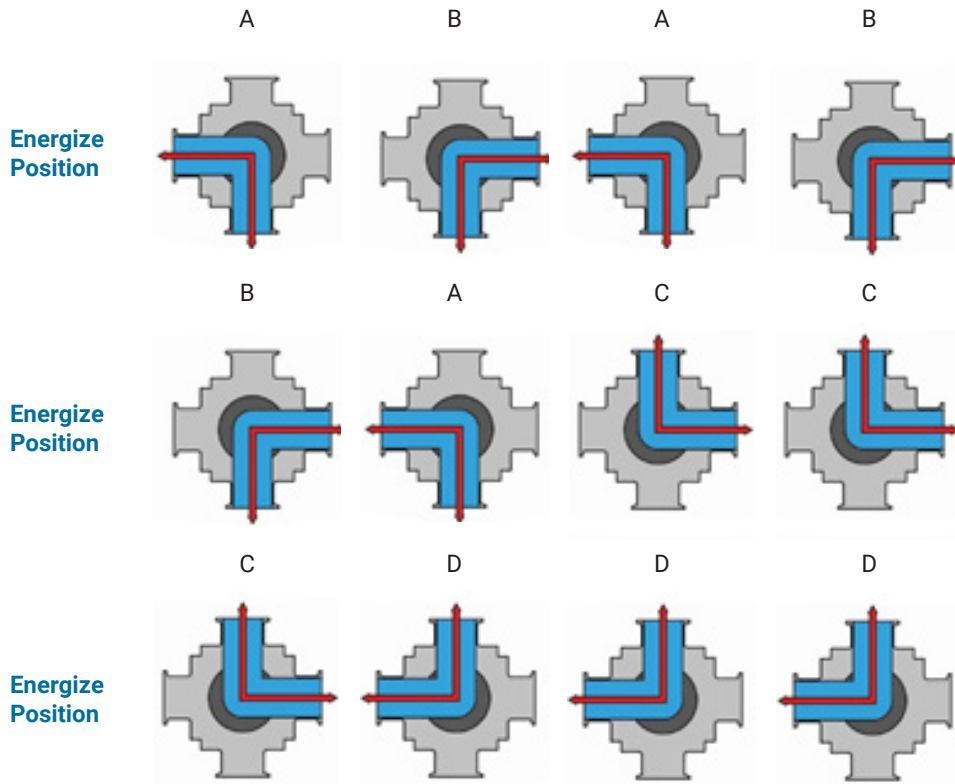 A B A B
Energize
Position
B A C C
Energize
Position
C D D D
Energize
Position